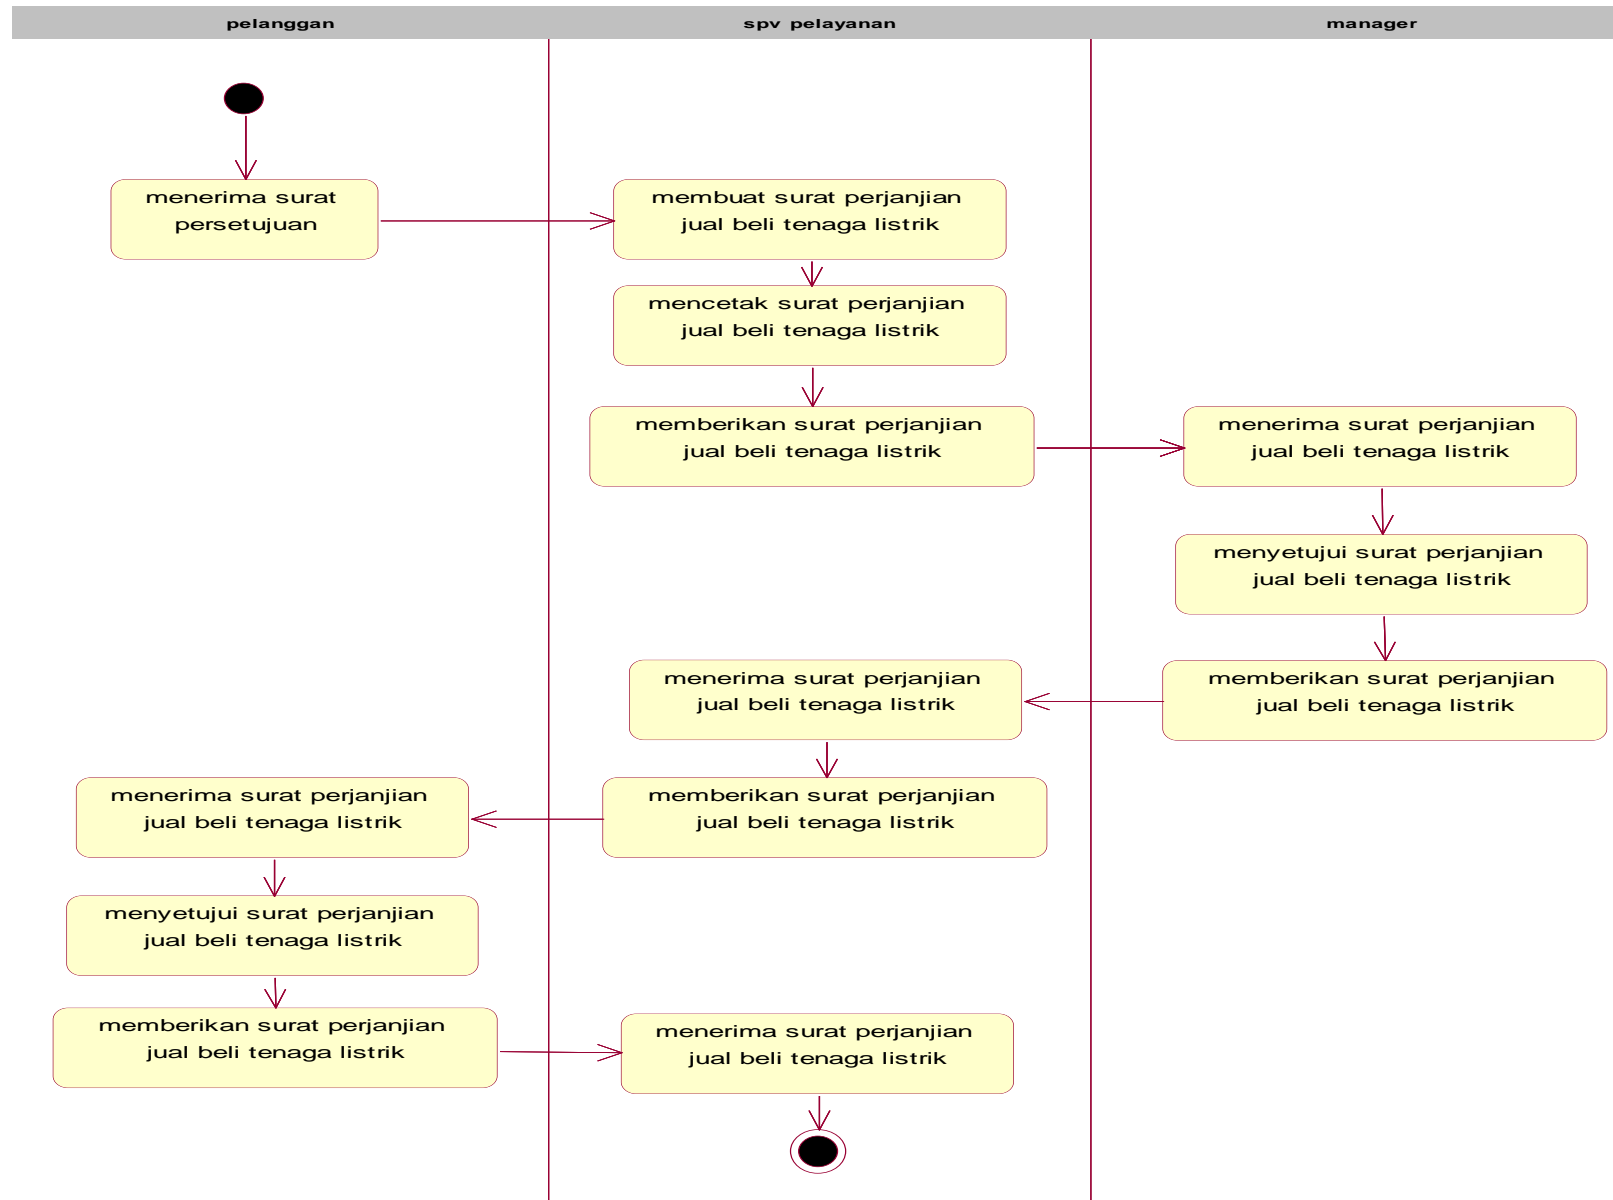 pelanggan
spv pelayanan
manager
menerima surat
persetujuan
membuat surat perjanjian
jual beli tenaga listrik
mencetak surat perjanjian
jual beli tenaga listrik
memberikan surat perjanjian
jual beli tenaga listrik
menerima surat perjanjian
jual beli tenaga listrik
menyetujui surat perjanjian
jual beli tenaga listrik
memberikan surat perjanjian
jual beli tenaga listrik
menerima surat perjanjian
jual beli tenaga listrik
memberikan surat perjanjian
jual beli tenaga listrik
menerima surat perjanjian
jual beli tenaga listrik
menyetujui surat perjanjian
jual beli tenaga listrik
memberikan surat perjanjian
jual beli tenaga listrik
menerima surat perjanjian
jual beli tenaga listrik